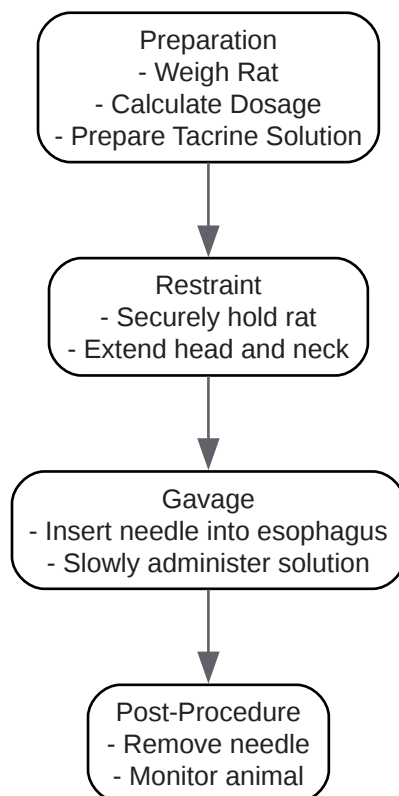 Preparation
- Weigh Rat
- Calculate Dosage
- Prepare Tacrine Solution
Restraint
- Securely hold rat
- Extend head and neck
Gavage
- Insert needle into esophagus
- Slowly administer solution
Post-Procedure
- Remove needle
- Monitor animal